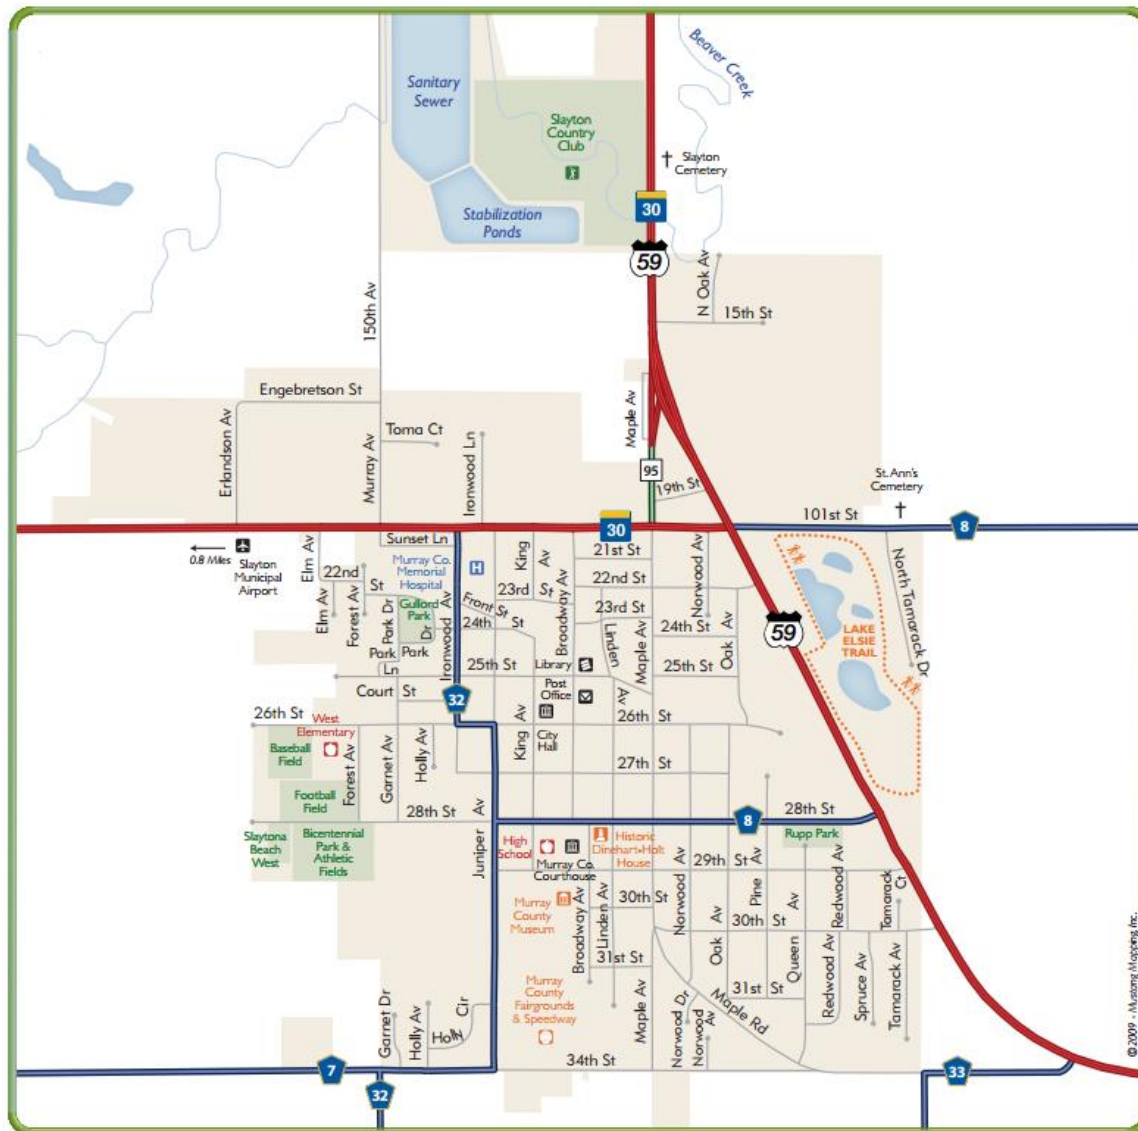 Beaver Creek
Sanitary
Sewer
Slayton
Country
Club
Slayton
Cemetery
30
Stabilization
Ponds
59
N Oak Av
15th St
150th Av
Engebretson St
Maple Av
Erlandson Av
Toma Ct
Murray Av
Ironwood Ln
95
19th St
St. Ann's
Cemetery
101st St
30
8
0.8 Miles
Slayton
Municipal
Airport
Elm Av
Sunset Ln
Murray Co.
Memorial
Hospital
H
King
Av
21st St
Norwood Av
22nd
St
23rd
St
22nd St
Broadway Av
Elm Av
Forest Av
Park Dr
Gullord
Park
Dr
Ironwood Av
Front St
24th St
23rd St
Linden
Av
Maple Av
24th St
Oak
Av
59
LAKE
ELSIE
TRAIL
North Tamarack Dr
Park
Park
Ln
25th St
Library
25th St
Court St
32
Post
Office
26th St
West
Elementary
King
Av
City
Hall
26th St
Baseball
Field
Forest Av
Garnet Av
Holly Av
27th St
Football
Field
28th St
Juniper
Av
8
28th St
Slaytona
Beach
West
Bicentennial
Park &
Athletic
Fields
High
School
Murray Co.
Courthouse
Historic
Dinehart-Holt
House
Rupp Park
Norwood
Av
29th St
Pine
Av
Redwood Av
Tamarack
Ct
Murray
County
Museum
Broadway Av
Linden Av
30th St
Oak
Av
30th St
Queen
Av
31st St
Redwood Av
Spruce Av
Tamarack Av
Murray
County
Fairgrounds
& Speedway
Maple Av
31st St
Maple Rd
Norwood Dr
Norwood
Av
Garnet Dr
Holly Av
Holly
Cir
34th St
7
32
33
© 2009 - Mustang Mapping, Inc.